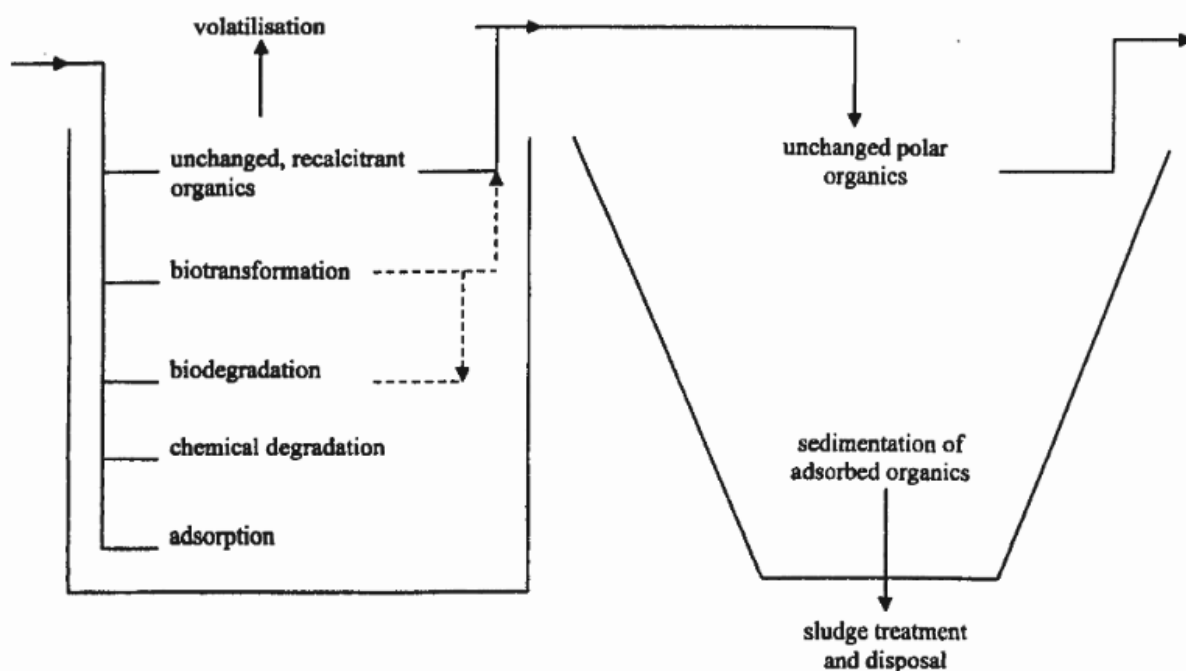 volatilisation
unchanged, recalcitrant
organics
biotransformation
biodegradation
chemical degradation
adsorption
unchanged polar
organics
sedimentation of
adsorbed organics
sludge treatment
and disposal